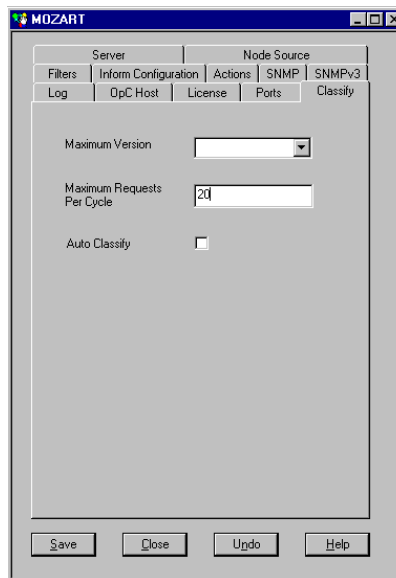 MOZART
Server Node Source
Filters Inform Configuration Actions SNMP SNMPv3
Log OpC Host License Ports Classify
Maximum Version
Maximum Requests
Per Cycle
20
Auto Classify
Save Close Undo Help